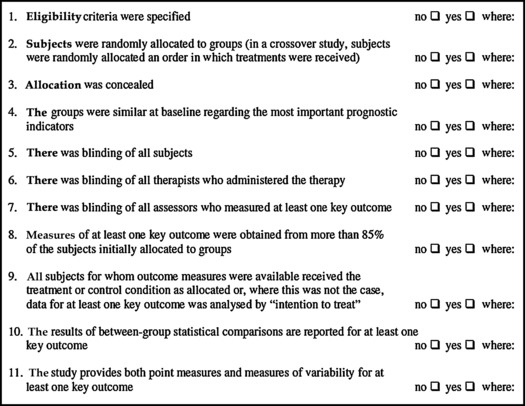 1. Eligibility criteria were specified no ❑ yes ❑ where:
2. Subjects were randomly allocated to groups (in a crossover study, subjects
were randomly allocated an order in which treatments were received) no ❑ yes ❑ where:
3. Allocation was concealed no ❑ yes ❑ where:
4. The groups were similar at baseline regarding the most important prognostic
indicators no ❑ yes ❑ where:
5. There was blinding of all subjects no ❑ yes ❑ where:
6. There was blinding of all therapists who administered the therapy no ❑ yes ❑ where:
7. There was blinding of all assessors who measured at least one key outcome no ❑ yes ❑ where:
8. Measures of at least one key outcome were obtained from more than 85%
of the subjects initially allocated to groups no ❑ yes ❑ where:
9. All subjects for whom outcome measures were available received the
treatment or control condition as allocated or, where this was not the case,
data for at least one key outcome was analysed by “intention to treat” no ❑ yes ❑ where:
10. The results of between-group statistical comparisons are reported for at least one
key outcome no ❑ yes ❑ where:
11. The study provides both point measures and measures of variability for at
least one key outcome no ❑ yes ❑ where: